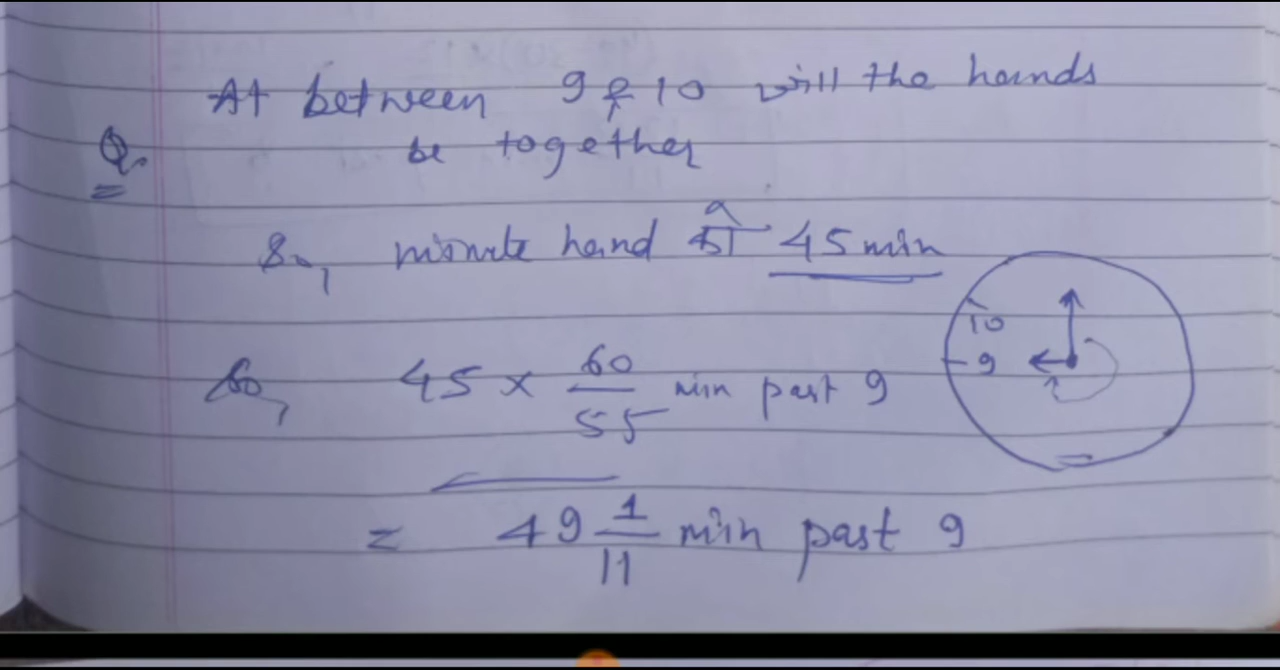 At between 9 & 10 will the hands
Q. be together
So, minute hand को 45 min
So, 45 × 60/55 min past 9
= 49 1/11 min past 9
10
9